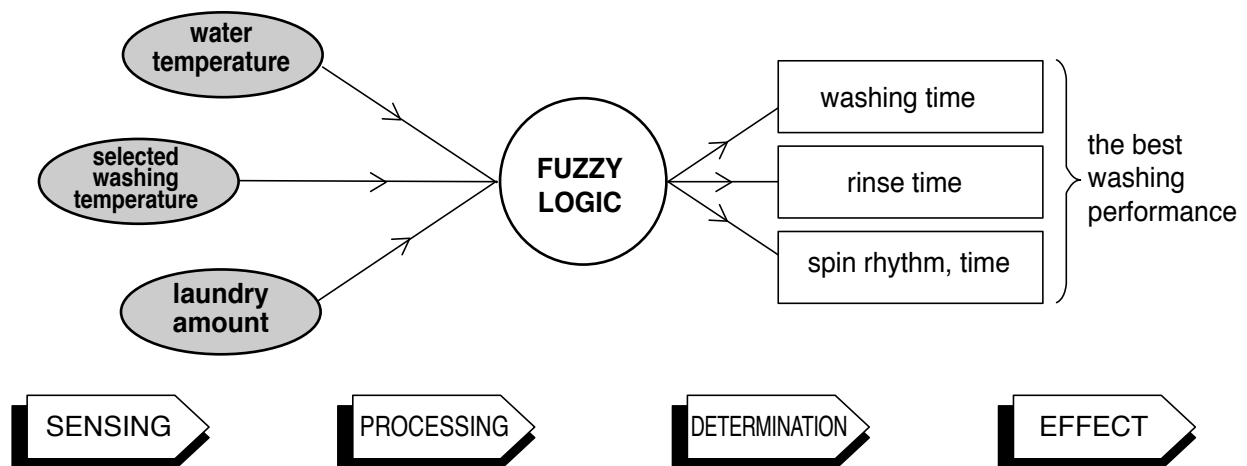 water
temperature
selected
washing
temperature
laundry
amount
FUZZY
LOGIC
washing time
rinse time
spin rhythm, time
the best
washing
performance
SENSING
PROCESSING
DETERMINATION
EFFECT